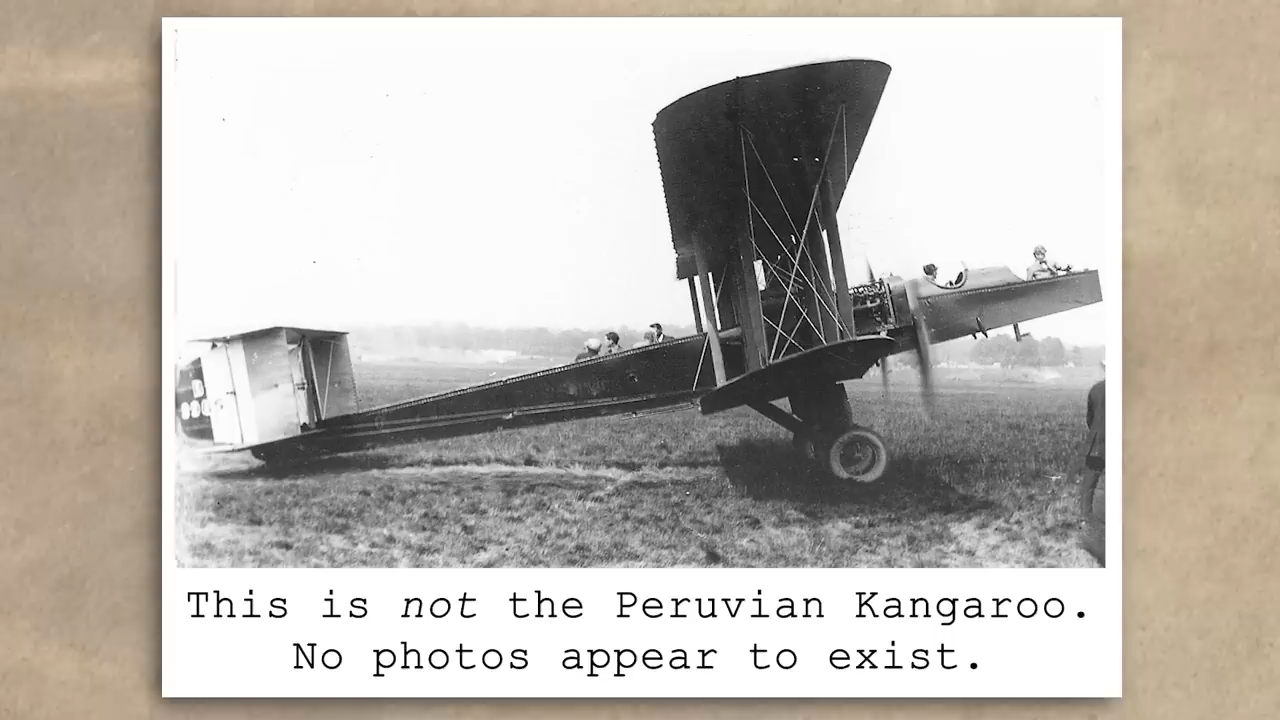 This is not the Peruvian Kangaroo.
No photos appear to exist.